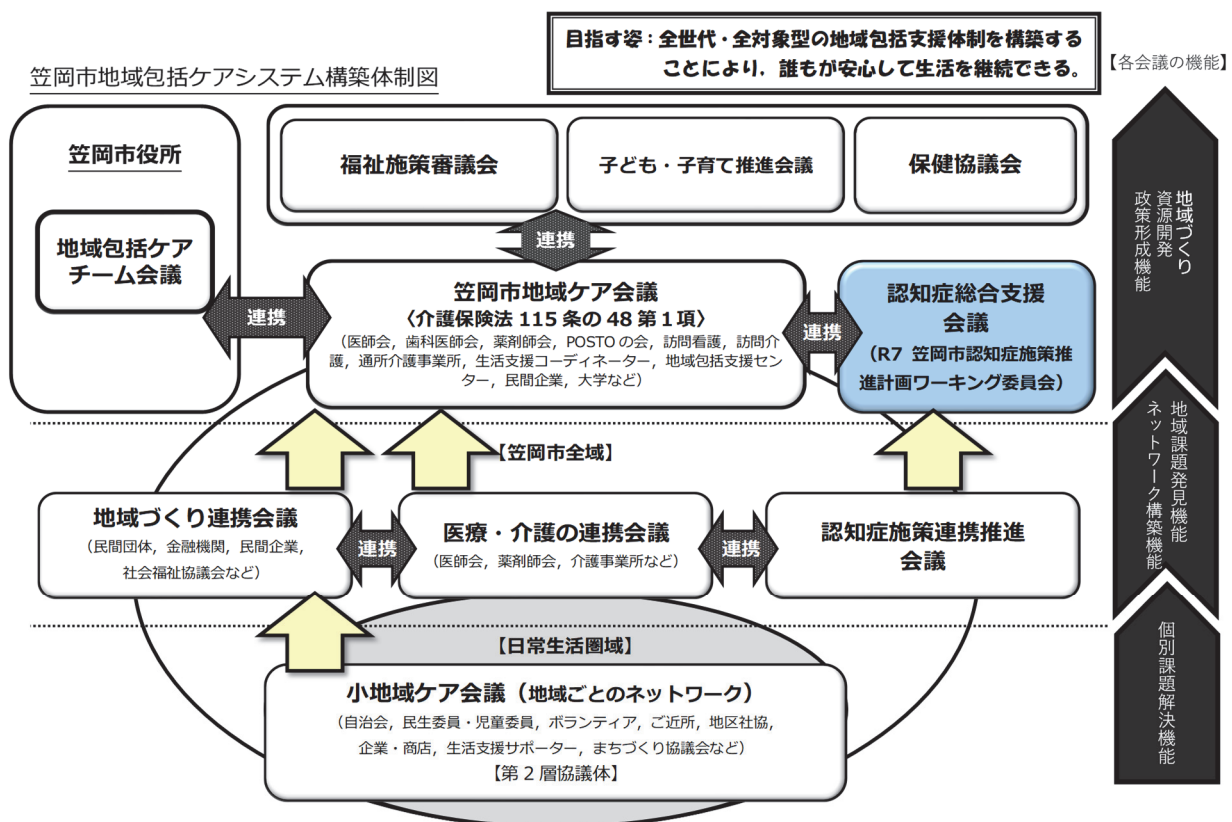 目指す姿：全世代・全対象型の地域包括支援体制を構築する
ことにより，誰もが安心して生活を継続できる。
【各会議の機能】
笠岡市地域包括ケアシステム構築体制図
笠岡市役所
地域包括ケア
チーム会議
福祉施策審議会
子ども・子育て推進会議
保健協議会
連携
連携
笠岡市地域ケア会議
〈介護保険法 115 条の 48 第１項〉
（医師会，歯科医師会，薬剤師会，POSTO の会，訪問看護，訪問介
護，通所介護事業所，生活支援コーディネーター，地域包括支援セン
ター，民間企業，大学など）
連携
認知症総合支援
会議
（R7 笠岡市認知症施策推
進計画ワーキング委員会）
地域づくり
資源開発
政策形成機能
【笠岡市全域】
地域づくり連携会議
（民間団体，金融機関，民間企業，
社会福祉協議会など）
連携
医療・介護の連携会議
（医師会，薬剤師会，介護事業所など）
連携
認知症施策連携推進
会議
地域課題発見機能
ネットワーク構築機能
【日常生活圏域】
小地域ケア会議（地域ごとのネットワーク）
（自治会，民生委員・児童委員，ボランティア，ご近所，地区社協，
企業・商店，生活支援サポーター，まちづくり協議会など）
【第２層協議体】
個別課題解決機能